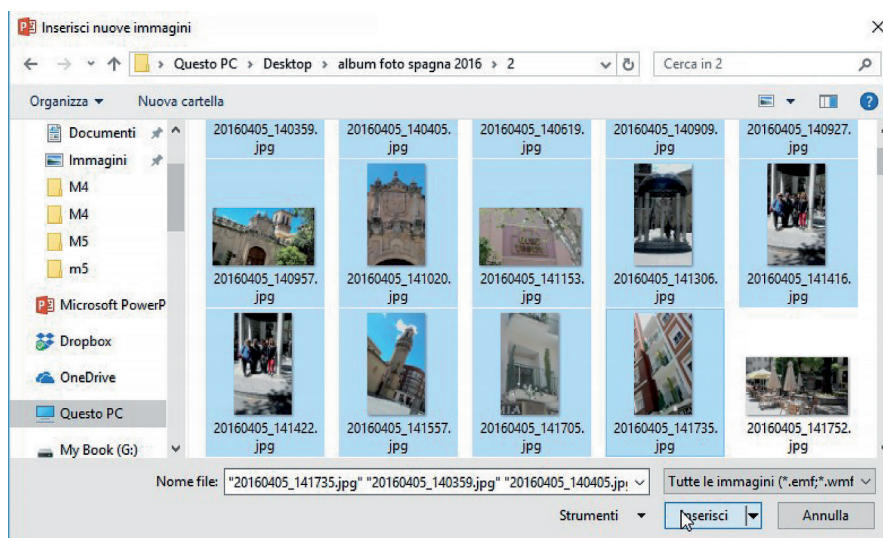 Inserisci nuove immagini
Questo PC > Desktop > album foto spagna 2016 > 2
Cerca in 2
Organizza
Nuova cartella
Documenti
Immagini
M4
M4
M5
m5
Microsoft PowerP
Dropbox
OneDrive
Questo PC
My Book (G:)
20160405_140359.jpg
20160405_140405.jpg
20160405_140619.jpg
20160405_140909.jpg
20160405_140927.jpg
20160405_140957.jpg
20160405_141020.jpg
20160405_141153.jpg
20160405_141306.jpg
20160405_141416.jpg
20160405_141422.jpg
20160405_141557.jpg
20160405_141705.jpg
20160405_141735.jpg
20160405_141752.jpg
Nome file: "20160405_141735.jpg" "20160405_140359.jpg" "20160405_140405.jp
Tutte le immagini (*.emf;*.wmf
Strumenti
Inserisci
Annulla